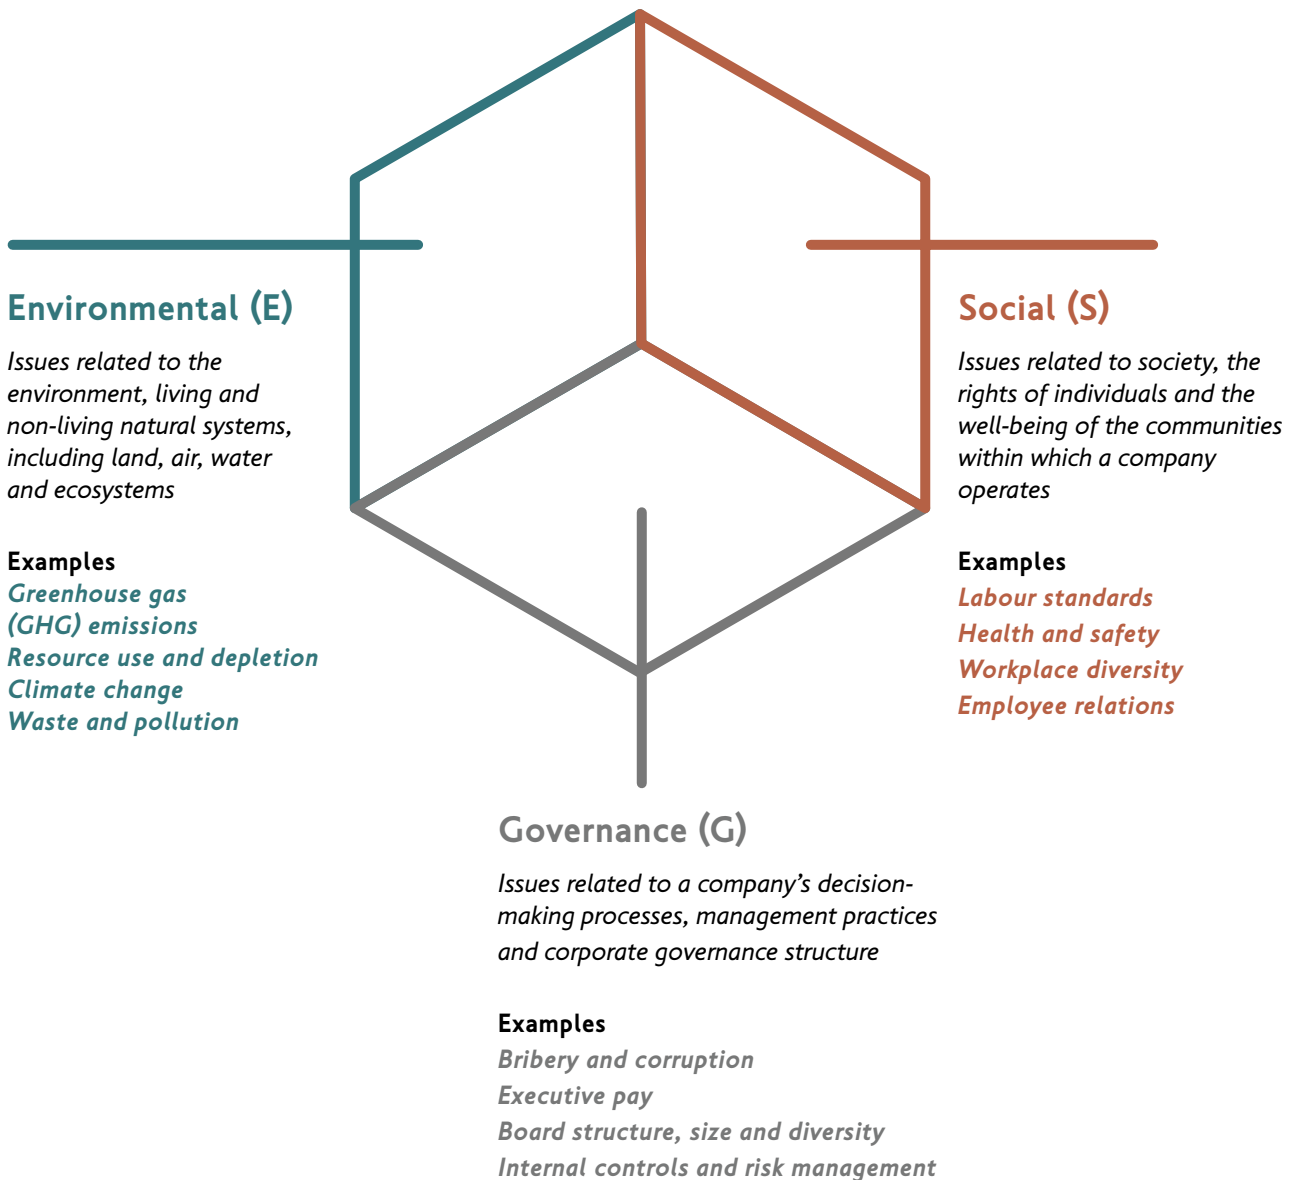 Environmental (E)
Issues related to the
environment, living and
non-living natural systems,
including land, air, water
and ecosystems
Examples
Greenhouse gas
(GHG) emissions
Resource use and depletion
Climate change
Waste and pollution
Social (S)
Issues related to society, the
rights of individuals and the
well-being of the communities
within which a company
operates
Examples
Labour standards
Health and safety
Workplace diversity
Employee relations
Governance (G)
Issues related to a company’s decision-
making processes, management practices
and corporate governance structure
Examples
Bribery and corruption
Executive pay
Board structure, size and diversity
Internal controls and risk management